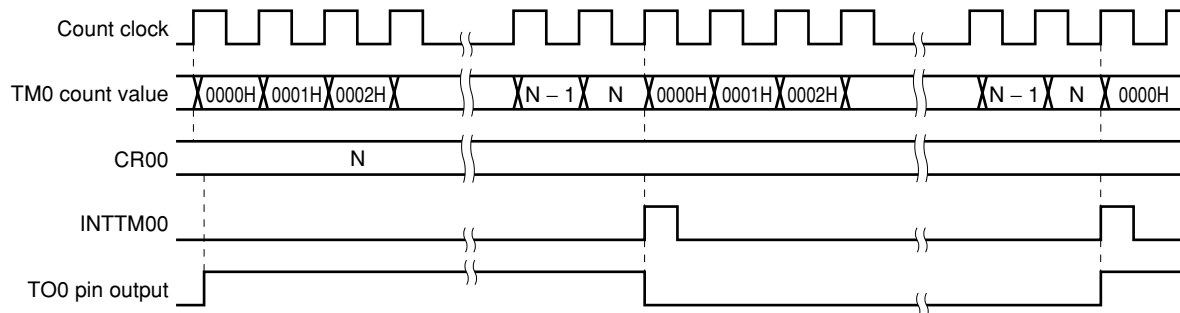 Count clock
TM0 count value 0000H 0001H 0002H N − 1 N 0000H 0001H 0002H N − 1 N 0000H
CR00 N
INTTM00
TO0 pin output